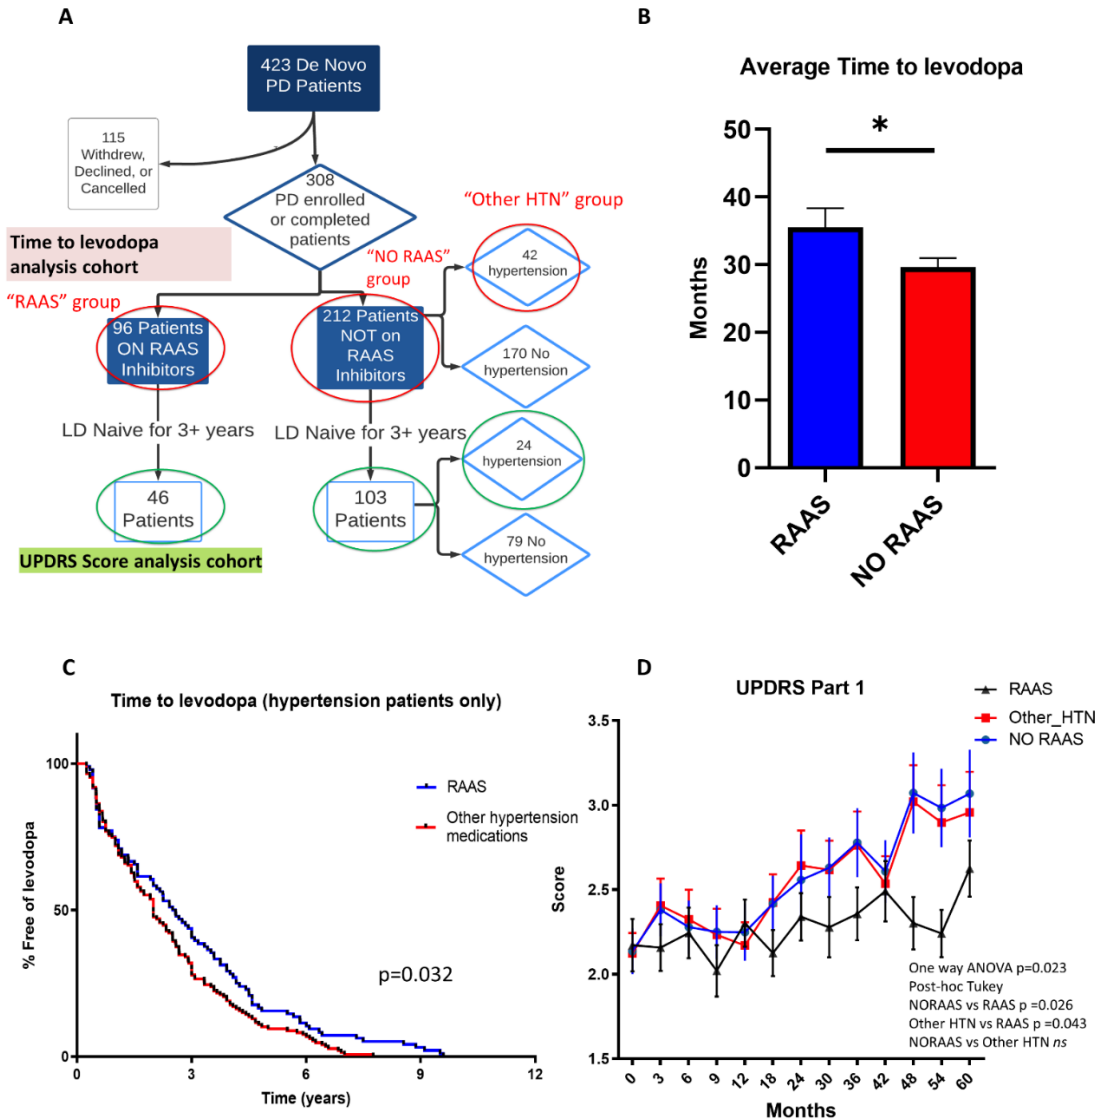 A
423 De Novo
PD Patients
115
Withdrew,
Declined, or
Cancelled
308
PD enrolled
or completed
patients
"Other HTN" group
Time to levodopa
analysis cohort
"NO RAAS"
group
42
hypertension
"RAAS" group
96 Patients
ON RAAS
Inhibitors
212 Patients
NOT on
RAAS
Inhibitors
170 No
hypertension
LD Naive for 3+ years
LD Naive for 3+ years
24
hypertension
46
Patients
103
Patients
79 No
hypertension
UPDRS Score analysis cohort
B
Average Time to levodopa
Months
50
40
30
20
10
0
*
RAAS
NO RAAS
C
Time to levodopa (hypertension patients only)
% Free of levodopa
100
50
0
RAAS
Other hypertension
medications
p=0.032
0 3 6 9 12
Time (years)
D
UPDRS Part 1
RAAS
Other_HTN
NO RAAS
Score
3.5
3.0
2.5
2.0
1.5
One way ANOVA p=0.023
Post-hoc Tukey
NORAAS vs RAAS p =0.026
Other HTN vs RAAS p =0.043
NORAAS vs Other HTN ns
0 3 6 9 12 18 24 30 36 42 48 54 60
Months